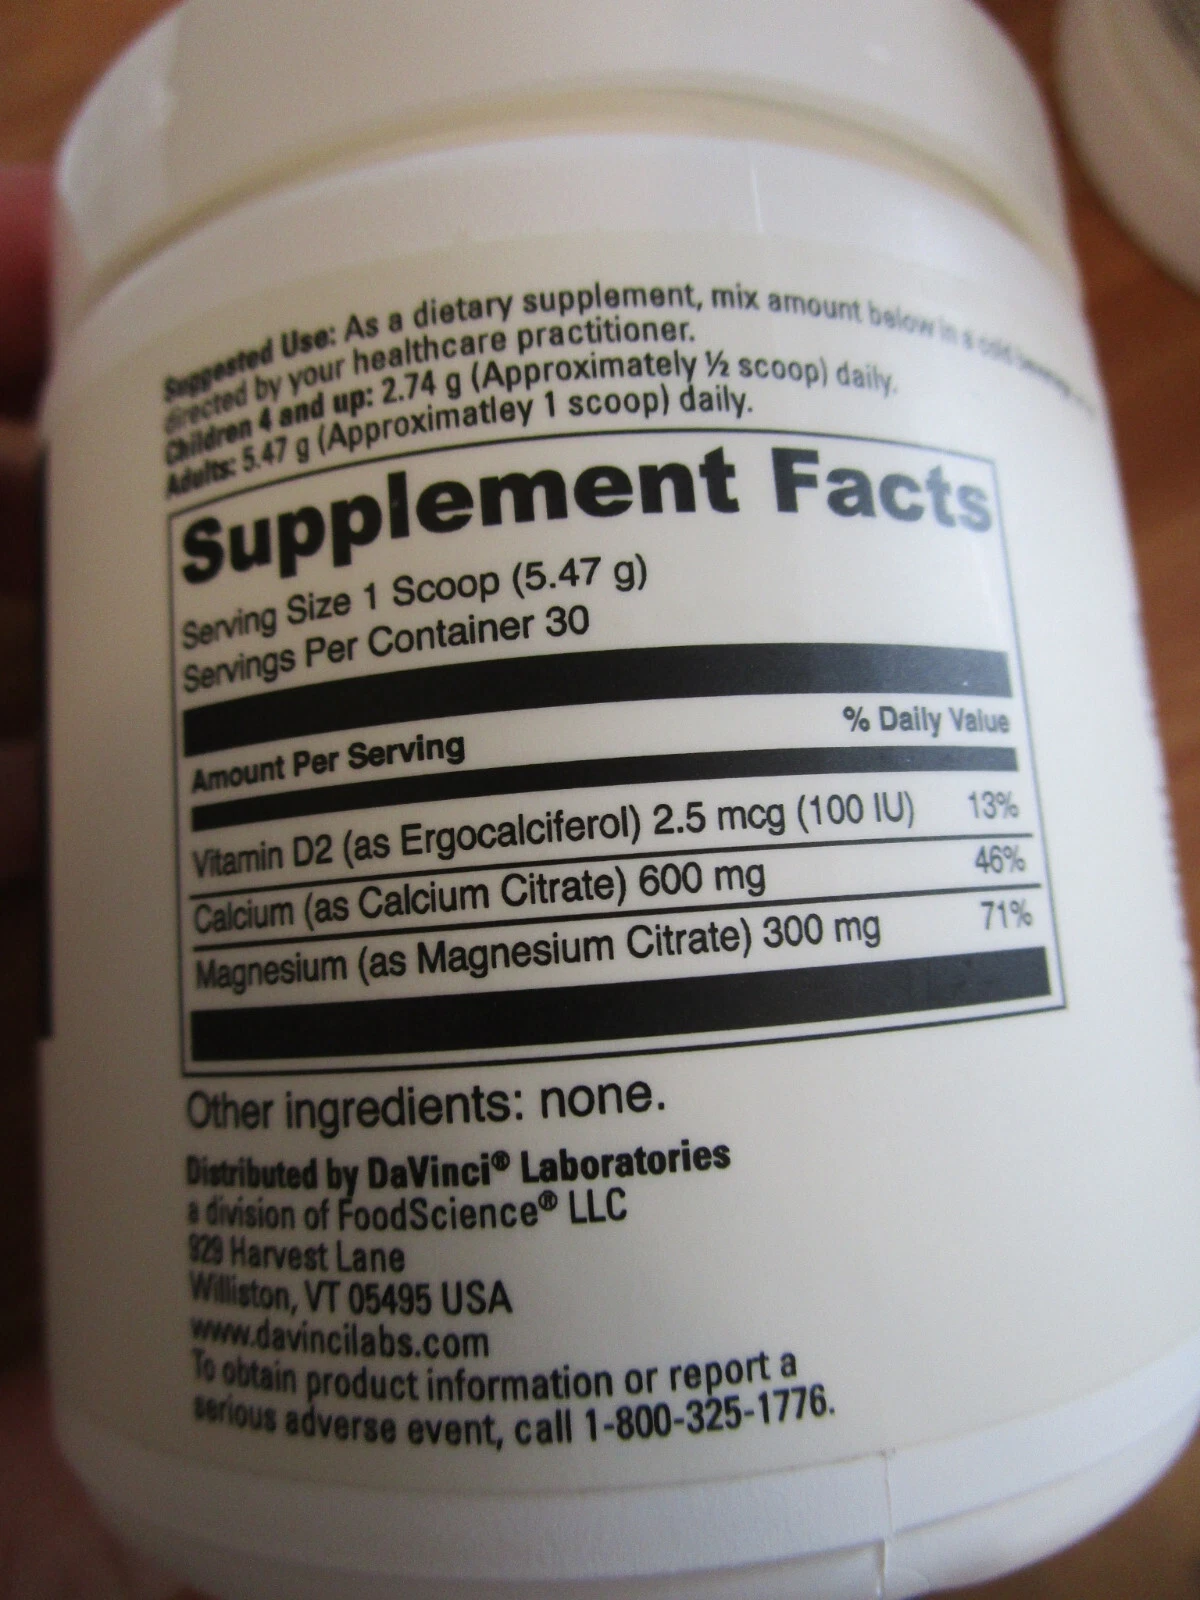 Suggested Use: As a dietary supplement, mix amount below in a cold
directed by your healthcare practitioner.
Children 4 and up: 2.74 g (Approximately ½ scoop) daily.
Adults: 5.47 g (Approximatley 1 scoop) daily.
Supplement Facts
Serving Size 1 Scoop (5.47 g)
Servings Per Container 30
% Daily Value
Amount Per Serving
Vitamin D2 (as Ergocalciferol) 2.5 mcg (100 IU) 13%
Calcium (as Calcium Citrate) 600 mg 46%
Magnesium (as Magnesium Citrate) 300 mg 71%
Other ingredients: none.
Distributed by DaVinci® Laboratories
a division of FoodScience® LLC
929 Harvest Lane
Williston, VT 05495 USA
www.davincilabs.com
To obtain product information or report a
serious adverse event, call 1-800-325-1776.